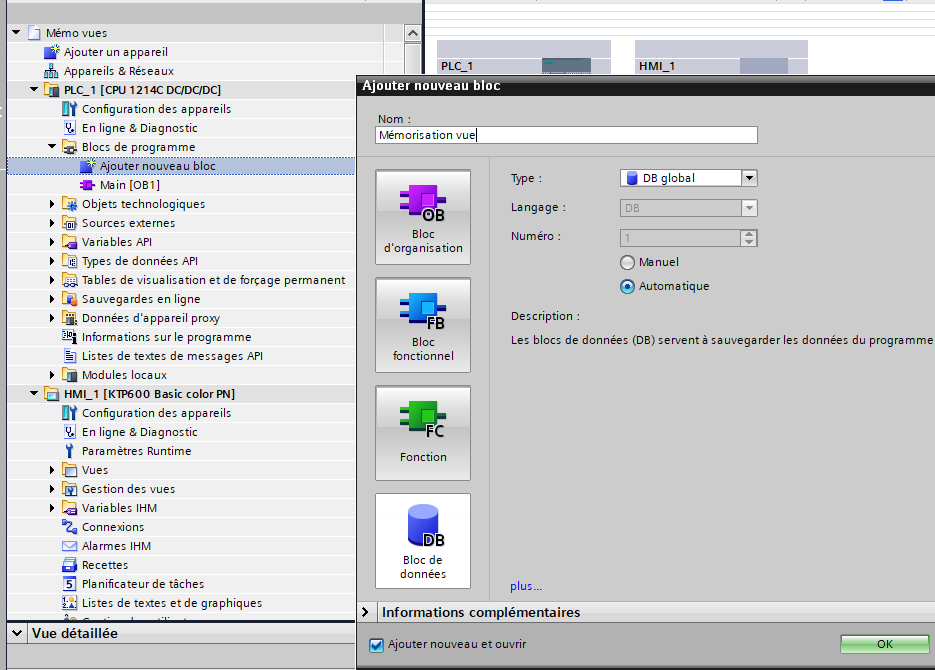 Mémo vues
Ajouter un appareil
Appareils & Réseaux
PLC_1 [CPU 1214C DC/DC/DC]
Configuration des appareils
En ligne & Diagnostic
Blocs de programme
Ajouter nouveau bloc
Main [OB1]
Objets technologiques
Sources externes
Variables API
Types de données API
Tables de visualisation et de forçage permanent
Sauvegardes en ligne
Données d'appareil proxy
Informations sur le programme
Listes de textes de messages API
Modules locaux
HMI_1 [KTP600 Basic color PN]
Configuration des appareils
En ligne & Diagnostic
Paramètres Runtime
Vues
Gestion des vues
Variables IHM
Connexions
Alarmes IHM
Recettes
Planificateur de tâches
Listes de textes et de graphiques
Vue détaillée
PLC_1
HMI_1
Ajouter nouveau bloc
Nom :
Mémorisation vue
OB
Bloc
d'organisation
FB
Bloc
fonctionnel
FC
Fonction
DB
Bloc de
données
Type :
DB global
Langage :
DB
Numéro :
1
Manuel
Automatique
Description :
Les blocs de données (DB) servent à sauvegarder les données du programme
plus...
Informations complémentaires
Ajouter nouveau et ouvrir
OK